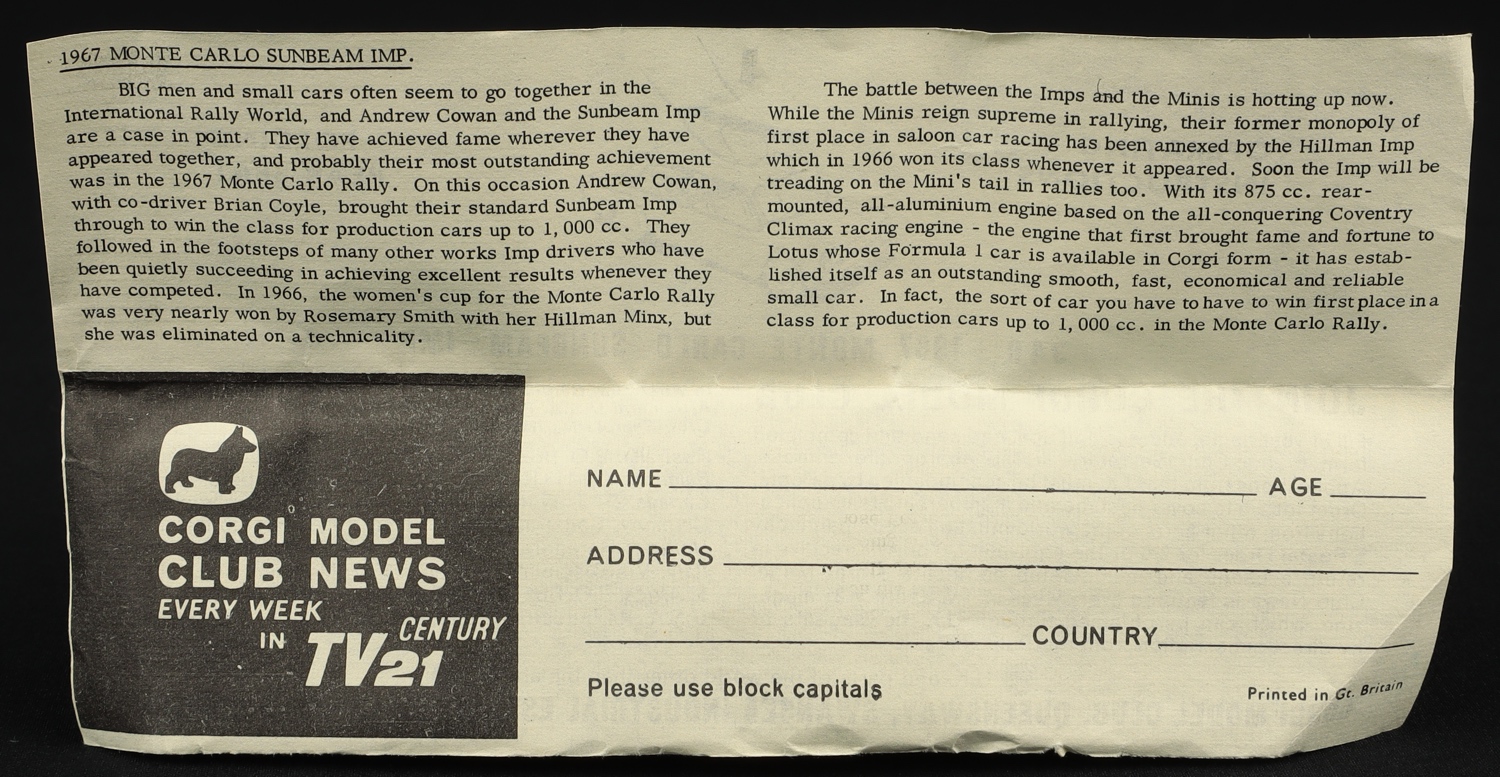 1967 MONTE CARLO SUNBEAM IMP.
BIG men and small cars often seem to go together in the
International Rally World, and Andrew Cowan and the Sunbeam Imp
are a case in point. They have achieved fame wherever they have
appeared together, and probably their most outstanding achievement
was in the 1967 Monte Carlo Rally. On this occasion Andrew Cowan,
with co-driver Brian Coyle, brought their standard Sunbeam Imp
through to win the class for production cars up to 1,000 cc. They
followed in the footsteps of many other works Imp drivers who have
been quietly succeeding in achieving excellent results whenever they
have competed. In 1966, the women's cup for the Monte Carlo Rally
was very nearly won by Rosemary Smith with her Hillman Minx, but
she was eliminated on a technicality.
The battle between the Imps and the Minis is hotting up now.
While the Minis reign supreme in rallying, their former monopoly of
first place in saloon car racing has been annexed by the Hillman Imp
which in 1966 won its class whenever it appeared. Soon the Imp will be
treading on the Mini's tail in rallies too. With its 875 cc. rear-
mounted, all-aluminium engine based on the all-conquering Coventry
Climax racing engine - the engine that first brought fame and fortune to
Lotus whose Formula 1 car is available in Corgi form - it has estab-
lished itself as an outstanding smooth, fast, economical and reliable
small car. In fact, the sort of car you have to have to win first place in a
class for production cars up to 1,000 cc. in the Monte Carlo Rally.
CORGI MODEL
CLUB NEWS
EVERY WEEK
IN TV CENTURY 21
NAME AGE
ADDRESS
COUNTRY
Please use block capitals
Printed in Gt. Britain